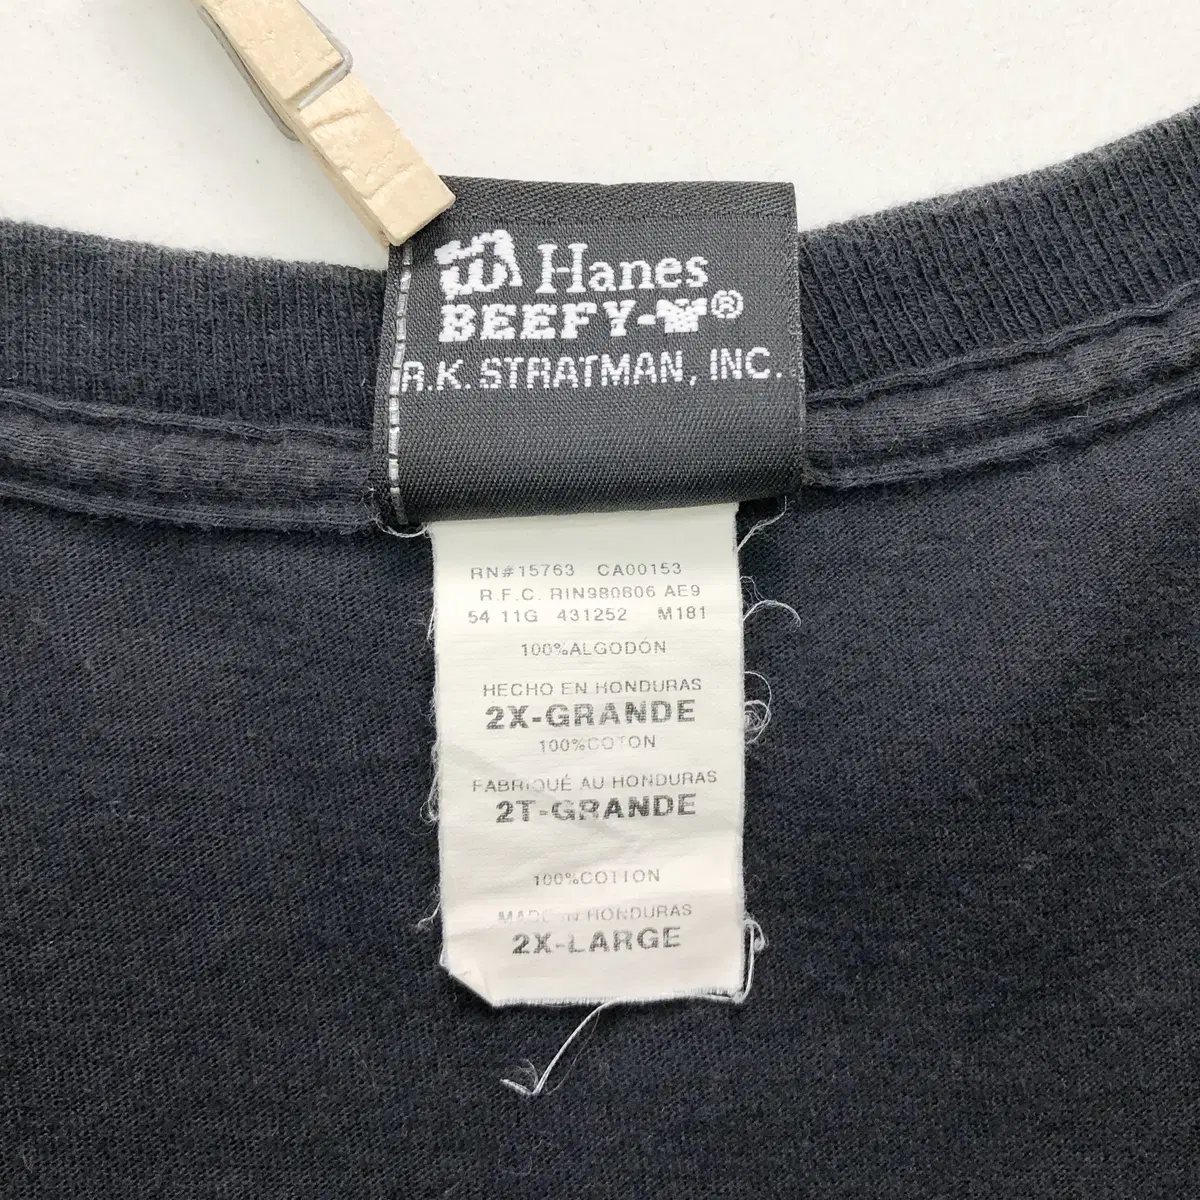 Hanes
BEEFY-T®
R.K. STRATMAN, INC.
RN#15763 CA00153
R.F.C. RIN980806 AE9
54 11G 431252 M181
100%ALGODÓN
HECHO EN HONDURAS
2X-GRANDE
100%COTON
FABRIQUÉ AU HONDURAS
2T-GRANDE
100%COTTON
MADE IN HONDURAS
2X-LARGE